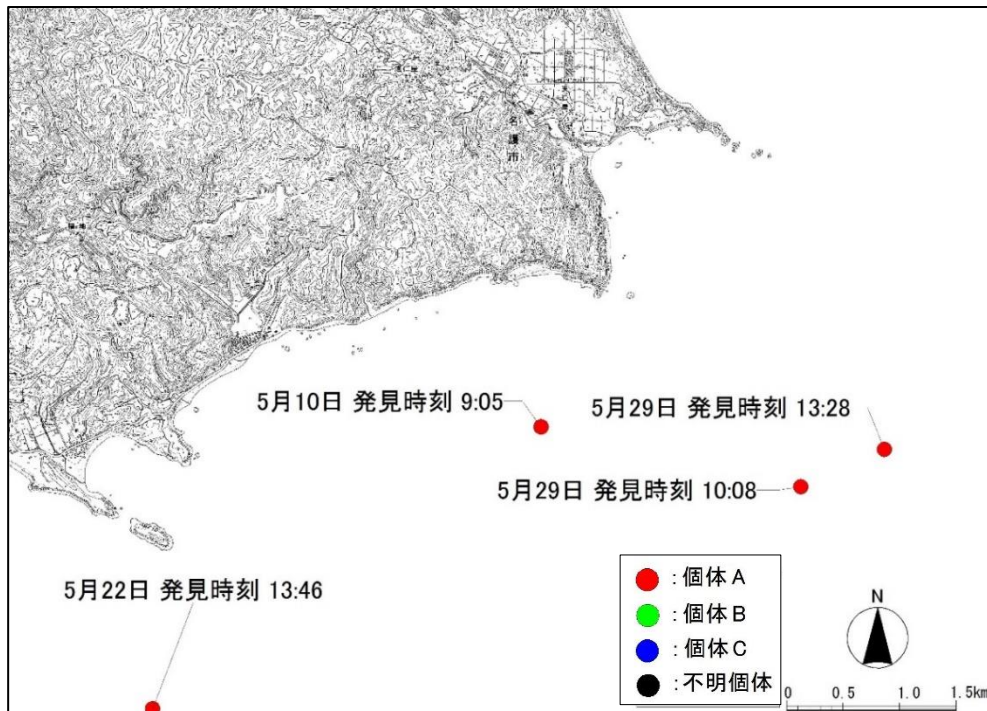 名護市
5月10日 発見時刻 9:05
5月29日 発見時刻 13:28
5月29日 発見時刻 10:08
5月22日 発見時刻 13:46
:個体A
:個体B
:個体C
:不明個体
N
0 0.5 1.0 1.5km